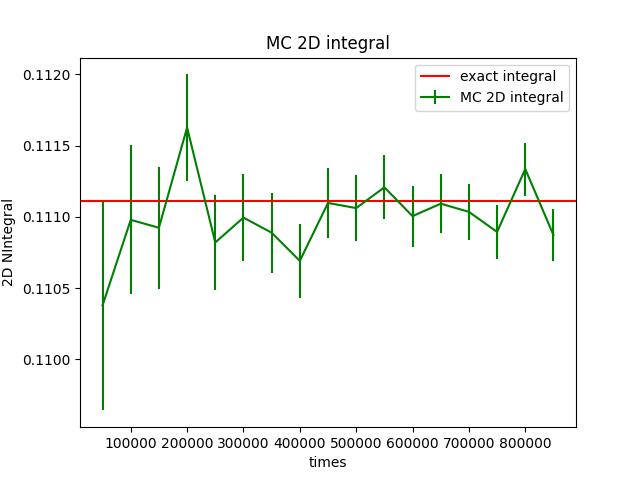 MC 2D integral
exact integral
MC 2D integral
0.1120
0.1115
0.1110
0.1105
0.1100
2D NIntegral
100000 200000 300000 400000 500000 600000 700000 800000
times